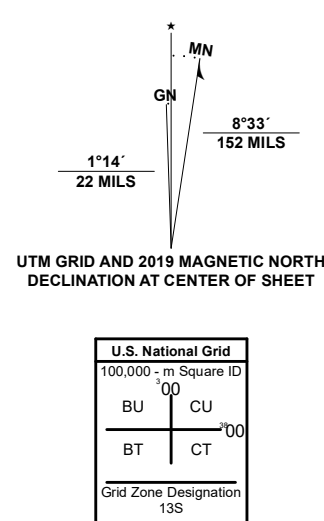 ★
MN
GN
8°33´
152 MILS
1°14´
22 MILS
UTM GRID AND 2019 MAGNETIC NORTH
DECLINATION AT CENTER OF SHEET
U.S. National Grid
100,000 - m Square ID
³00
BU CU
³⁸00
BT CT
Grid Zone Designation
13S